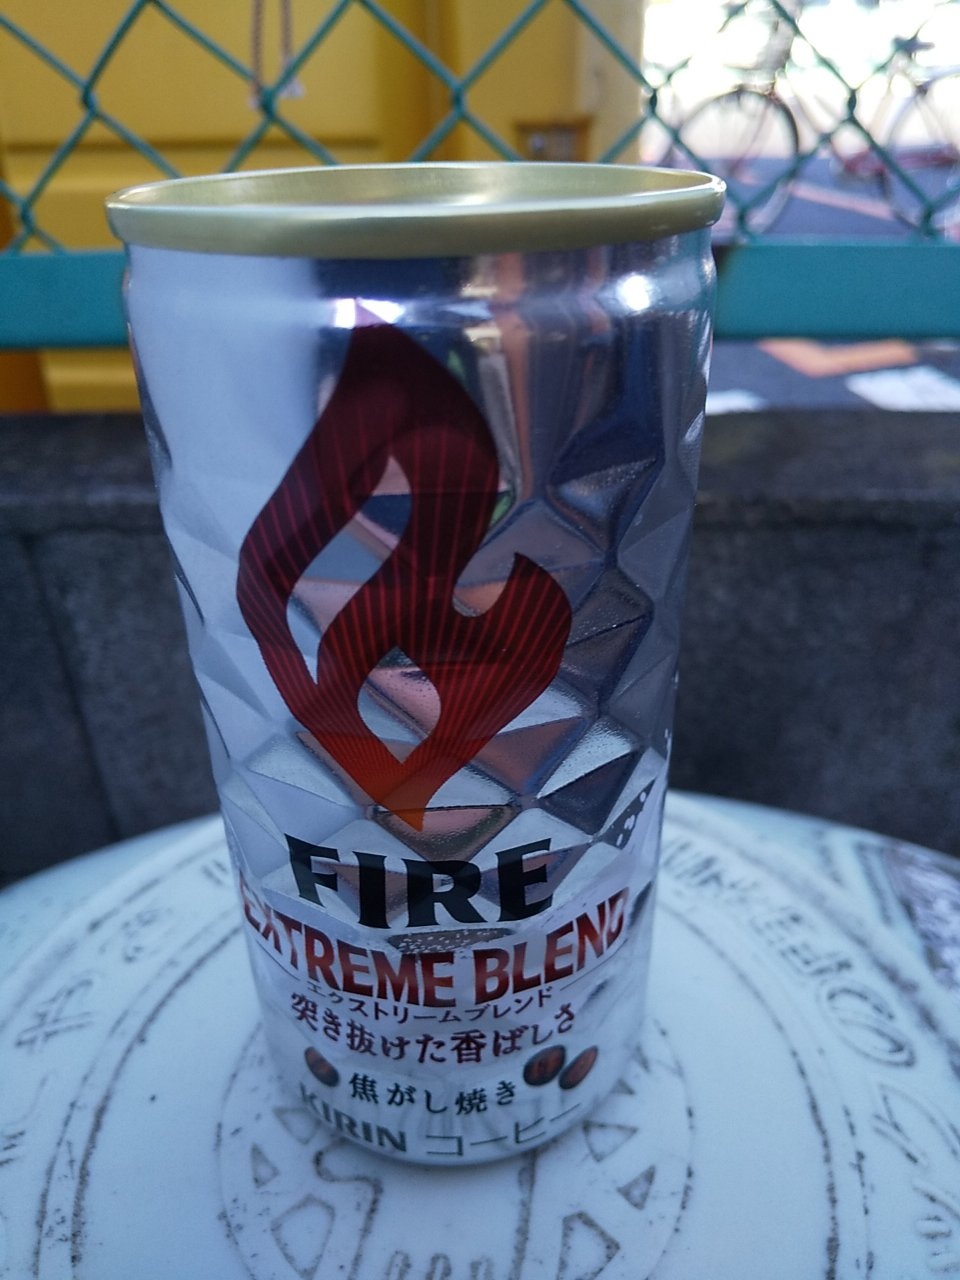 FIRE
EXTREME BLEND
エクストリームブレンド
突き抜けた香ばしさ
焦がし焼き
KIRIN コーヒー